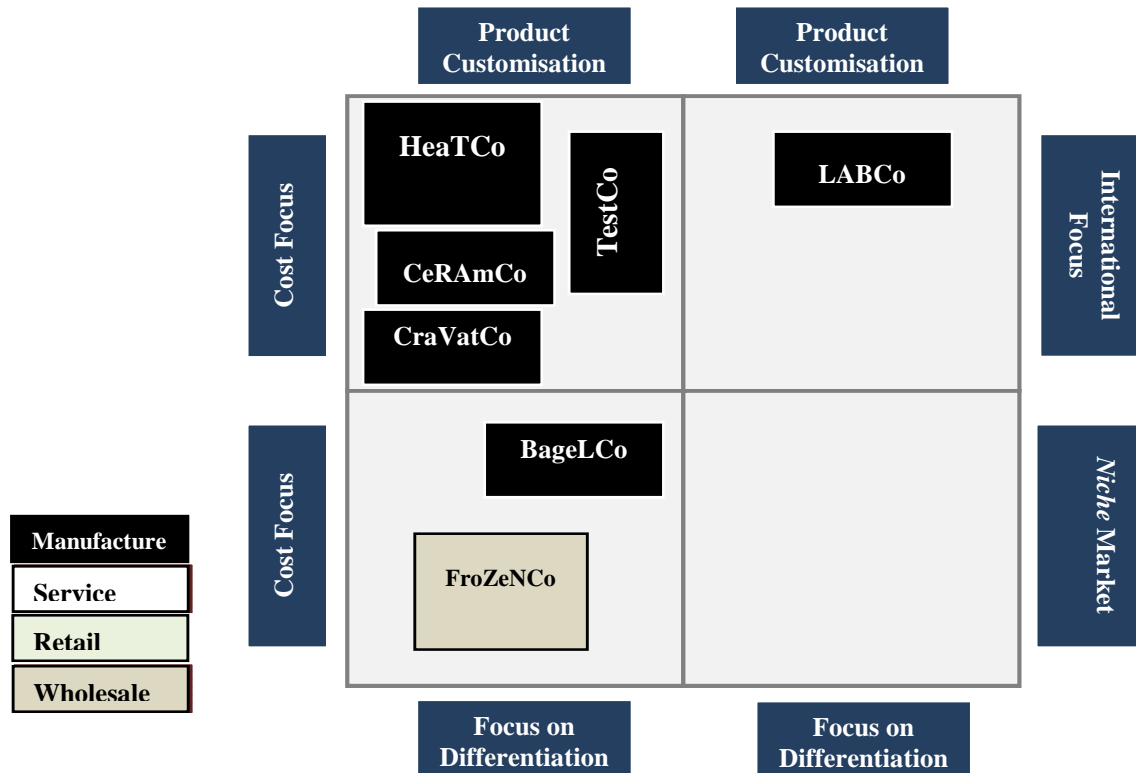 Product
Customisation
Product
Customisation
Cost Focus
HeaTCo
TestCo
CeRAmCo
CraVatCo
LABCo
International
Focus
Cost Focus
BageLCo
FroZeNCo
Niche Market
Manufacture
Service
Retail
Wholesale
Focus on
Differentiation
Focus on
Differentiation